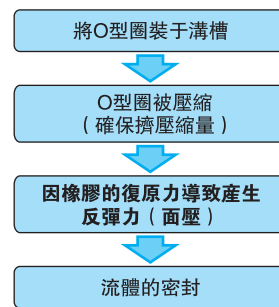 將O型圈裝于溝槽
O型圈被壓縮
（確保擠壓縮量）
因橡膠的復原力導致產生
反彈力（面壓）
流體的密封